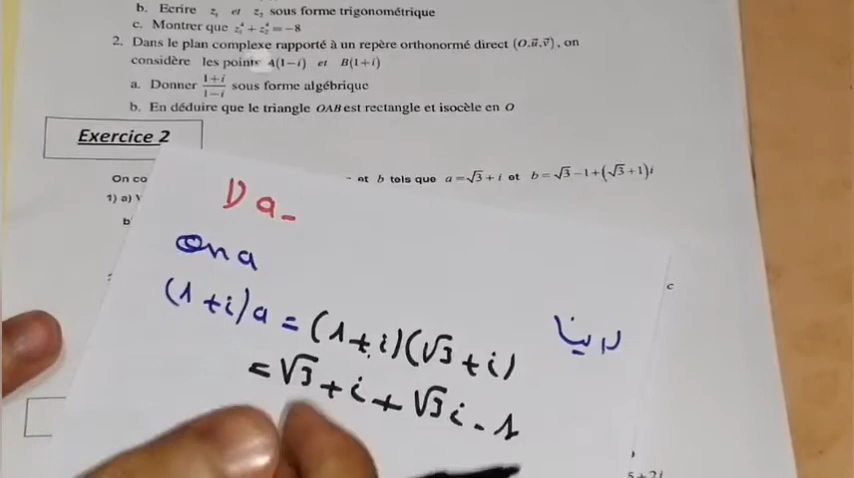 b. Ecrire z₁ et z₂ sous forme trigonométrique
c. Montrer que z₁⁴ + z₂⁴ = −8
2. Dans le plan complexe rapporté à un repère orthonormé direct (O,u⃗,v⃗), on
considère les points A(1−i) et B(1+i)
a. Donner (1+i)/(1−i) sous forme algébrique
b. En déduire que le triangle OAB est rectangle et isocèle en O
Exercice 2
On co
et b tels que a = √3 + i et b = √3 − 1 + (√3 + 1)i
1) a)
b
1) a-
on a
(1+i)a = (1+i)(√3+i)
= √3 + i + √3i - 1
لدينا
c
5+2i